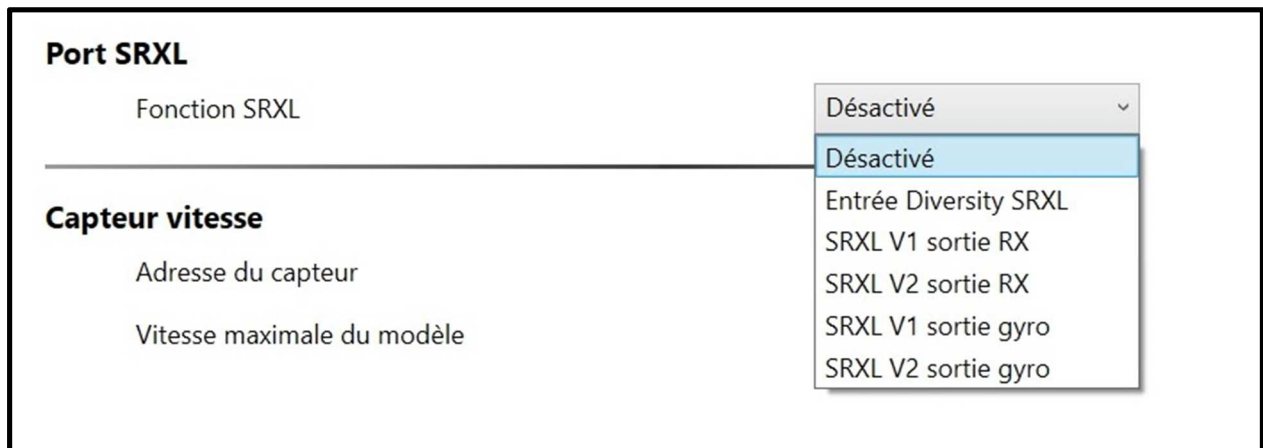 Port SRXL
Fonction SRXL
Désactivé
Désactivé
Entrée Diversity SRXL
SRXL V1 sortie RX
SRXL V2 sortie RX
SRXL V1 sortie gyro
SRXL V2 sortie gyro
Capteur vitesse
Adresse du capteur
Vitesse maximale du modèle